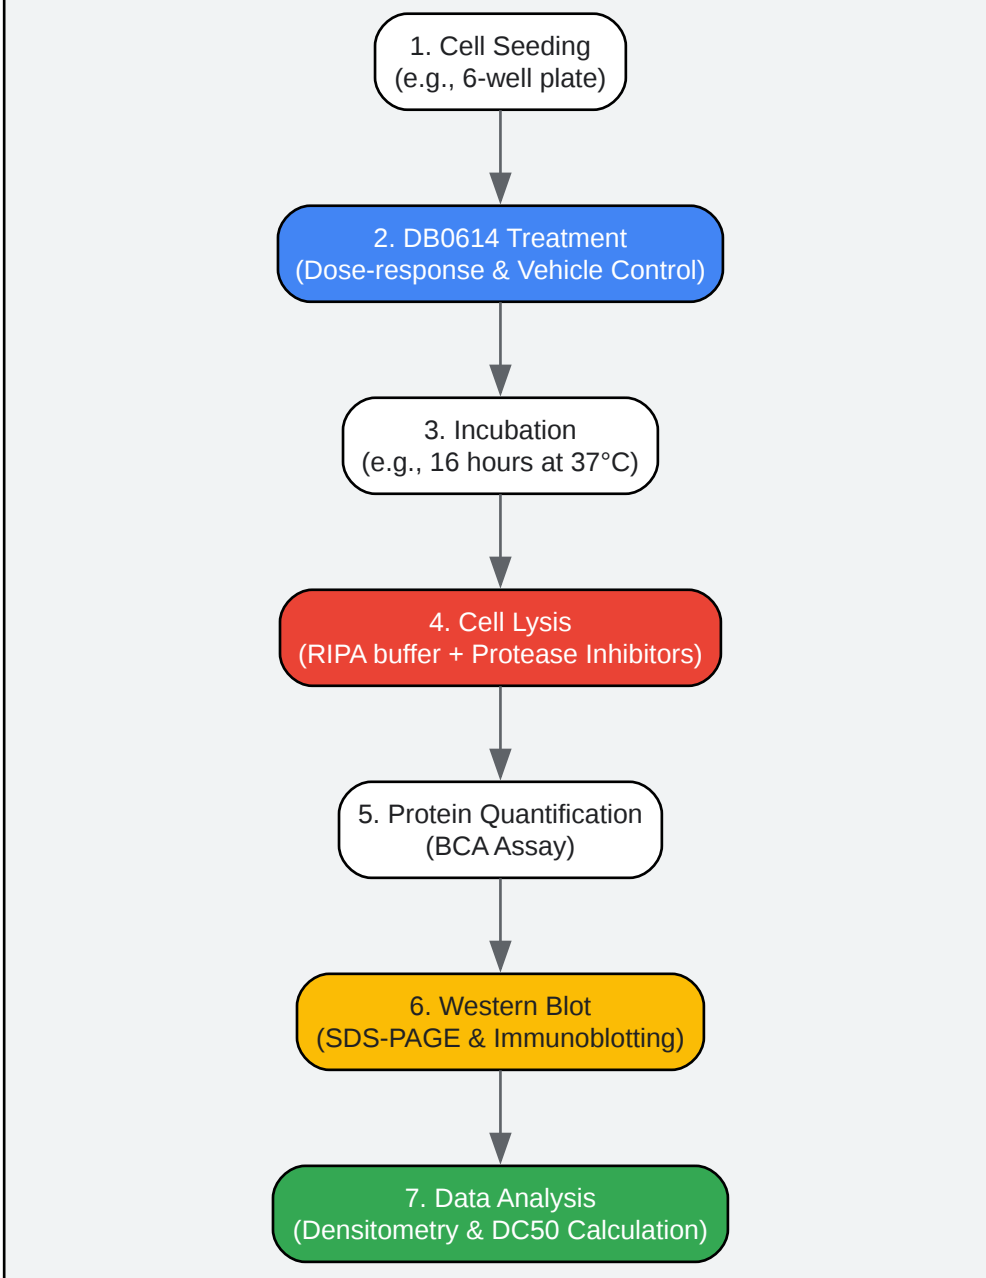 1. Cell Seeding
(e.g., 6-well plate)
2. DB0614 Treatment
(Dose-response & Vehicle Control)
3. Incubation
(e.g., 16 hours at 37°C)
4. Cell Lysis
(RIPA buffer + Protease Inhibitors)
5. Protein Quantification
(BCA Assay)
6. Western Blot
(SDS-PAGE & Immunoblotting)
7. Data Analysis
(Densitometry & DC50 Calculation)